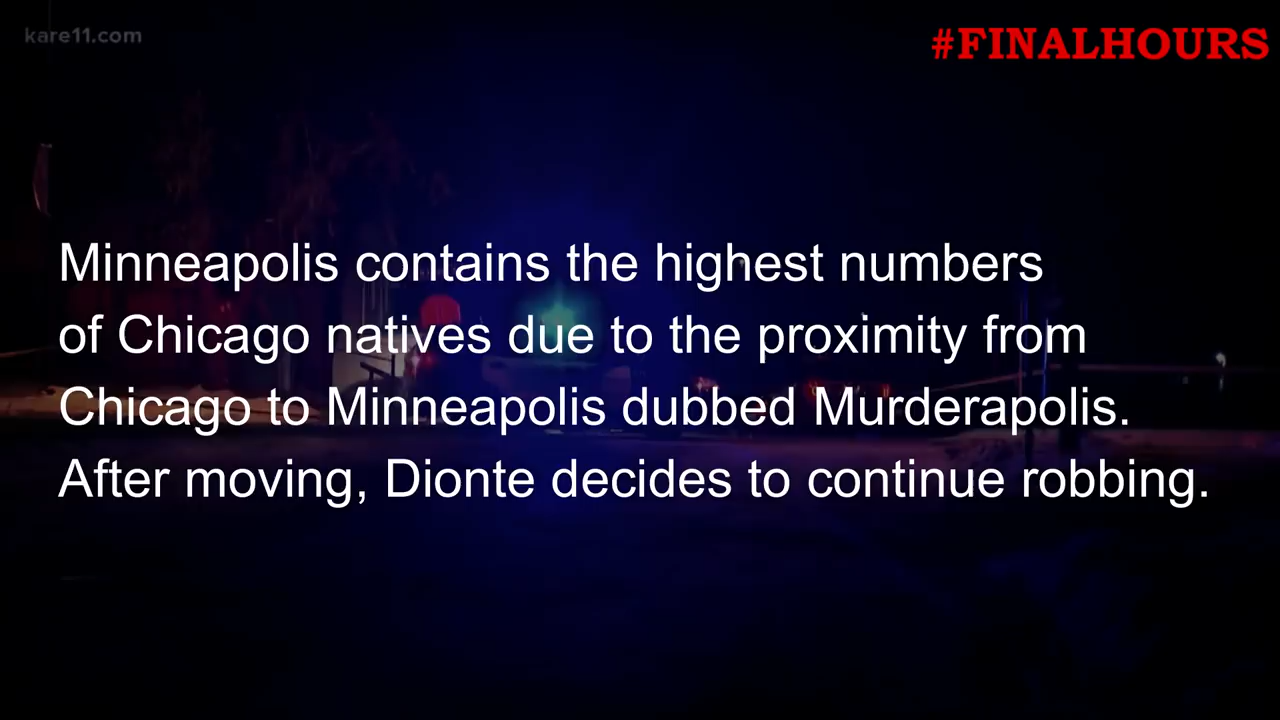 kare11.com
#FINALHOURS
Minneapolis contains the highest numbers
of Chicago natives due to the proximity from
Chicago to Minneapolis dubbed Murderapolis.
After moving, Dionte decides to continue robbing.